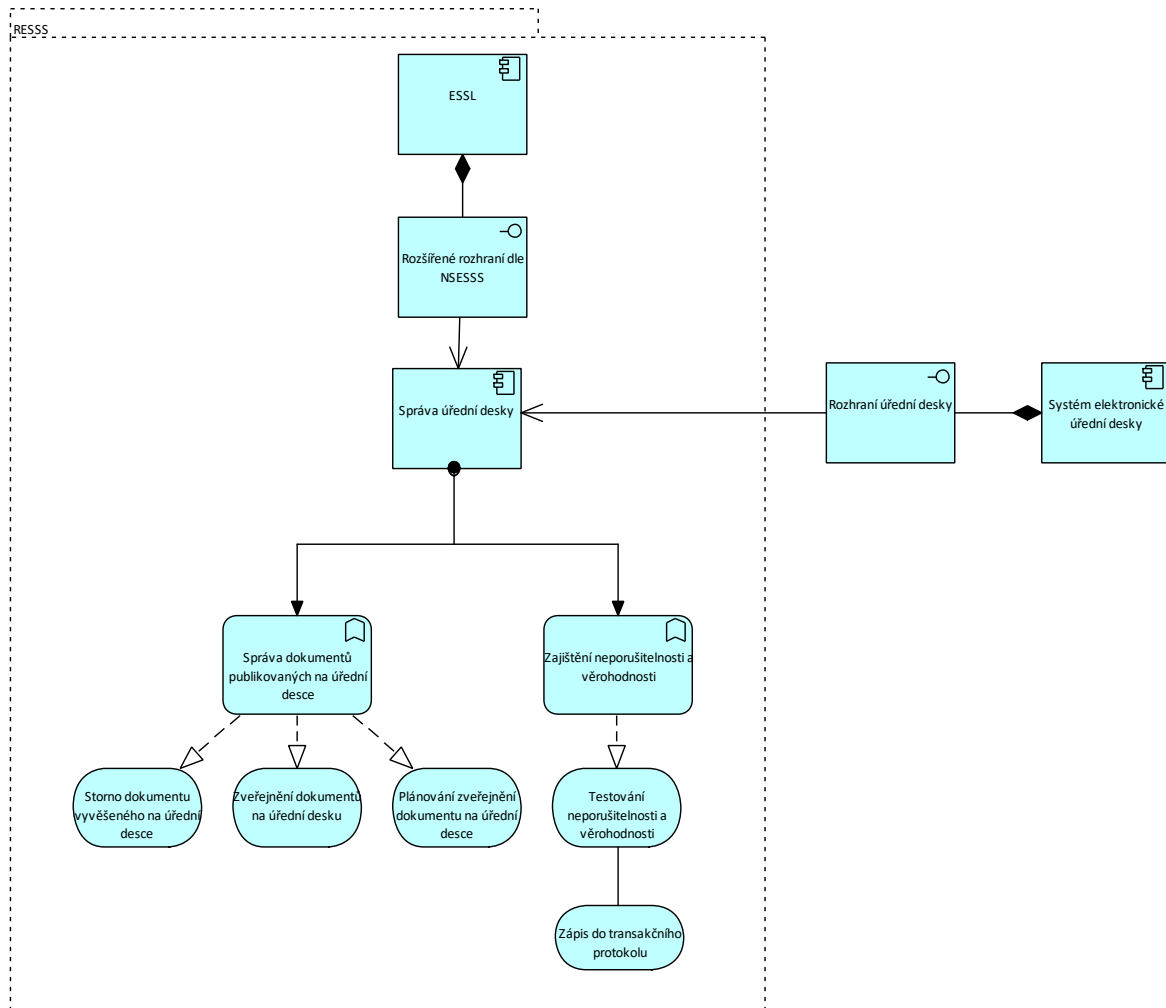 RESSS
ESSL
Rozšířené rozhraní dle
NSESSS
Správa úřední desky
Rozhraní úřední desky
Systém elektronické
úřední desky
Správa dokumentů
publikovaných na úřední
desce
Zajištění neporušitelnosti a
věrohodnosti
Storno dokumentu
vyvěšeného na úřední
desce
Zveřejnění dokumentů
na úřední desku
Plánování zveřejnění
dokumentu na úřední
desce
Testování
neporušitelnosti a
věrohodnosti
Zápis do transakčního
protokolu